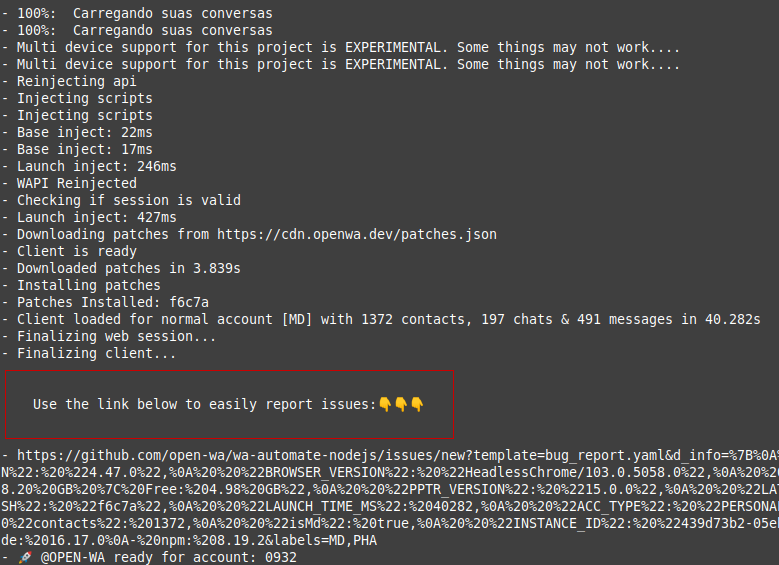 - 100%:  Carregando suas conversas
- 100%:  Carregando suas conversas
- Multi device support for this project is EXPERIMENTAL. Some things may not work....
- Multi device support for this project is EXPERIMENTAL. Some things may not work....
- Reinjecting api
- Injecting scripts
- Injecting scripts
- Base inject: 22ms
- Base inject: 17ms
- Launch inject: 246ms
- WAPI Reinjected
- Checking if session is valid
- Launch inject: 427ms
- Downloading patches from https://cdn.openwa.dev/patches.json
- Client is ready
- Downloaded patches in 3.839s
- Installing patches
- Patches Installed: f6c7a
- Client loaded for normal account [MD] with 1372 contacts, 197 chats & 491 messages in 40.282s
- Finalizing web session...
- Finalizing client...
Use the link below to easily report issues:👇👇👇
- https://github.com/open-wa/wa-automate-nodejs/issues/new?template=bug_report.yaml&d_info=%7B%0A%
N%22:%20%224.47.0%22,%0A%20%20%22BROWSER_VERSION%22:%20%22HeadlessChrome/103.0.5058.0%22,%0A%20%20
8.20%20GB%20%7C%20Free:%204.98%20GB%22,%0A%20%20%22PPTR_VERSION%22:%20%2215.0.0%22,%0A%20%20%22LAT
SH%22:%20%22f6c7a%22,%0A%20%20%22LAUNCH_TIME_MS%22:%2040282,%0A%20%20%22ACC_TYPE%22:%20%22PERSONAL
0%22contacts%22:%201372,%0A%20%20%22isMd%22:%20true,%0A%20%20%22INSTANCE_ID%22:%20%22439d73b2-05eb
de:%2016.17.0%0A-%20npm:%208.19.2&labels=MD,PHA
- 🚀 @OPEN-WA ready for account: 0932